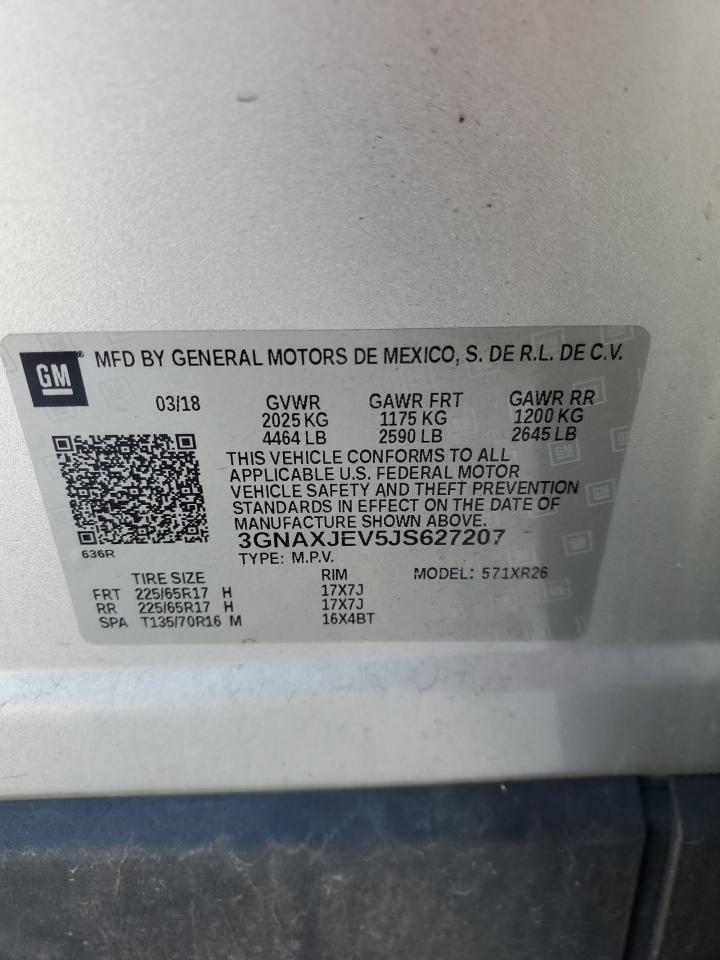 GM ® MFD BY GENERAL MOTORS DE MEXICO, S. DE R.L. DE C.V.
03/18 GVWR GAWR FRT GAWR RR
2025 KG 1175 KG 1200 KG
4464 LB 2590 LB 2645 LB
THIS VEHICLE CONFORMS TO ALL
APPLICABLE U.S. FEDERAL MOTOR
VEHICLE SAFETY AND THEFT PREVENTION
STANDARDS IN EFFECT ON THE DATE OF
MANUFACTURE SHOWN ABOVE.
3GNAXJEV5JS627207
636R
TYPE: M.P.V.
TIRE SIZE RIM MODEL: 571XR26
FRT 225/65R17 H 17X7J
RR 225/65R17 H 17X7J
SPA T135/70R16 M 16X4BT